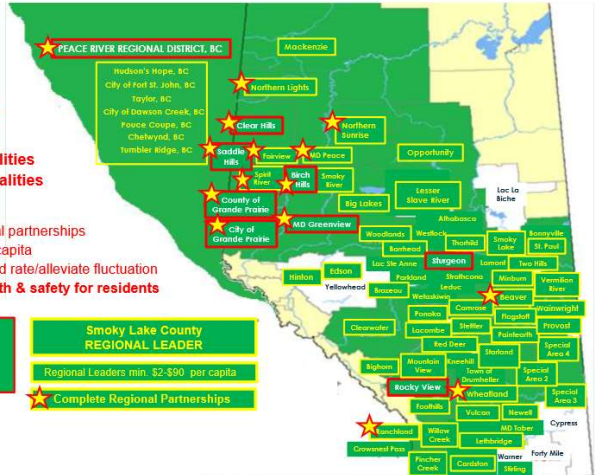 PEACE RIVER REGIONAL DISTRICT, BC
Mackenzie
Hudson's Hope, BC
City of Fort St. John, BC
Taylor, BC
City of Dawson Creek, BC
Pouce Coupe, BC
Chetwynd, BC
Tumbler Ridge, BC
Northern Lights
Clear Hills
Northern Sunrise
Saddle Hills
Fairview
MD Peace
Opportunity
Spirit River
Birch Hills
Smoky River
Lesser Slave River
Lac La Biche
County of Grande Prairie
Big Lakes
City of Grande Prairie
MD Greenview
Athabasca
Woodlands
Westlock
Thorhild
Smoky Lake
Bonnyville
St. Paul
Barrhead
Lac Ste Anne
Sturgeon
Lamont
Two Hills
Hinton
Edson
Yellowhead
Parkland
Strathcona
Minburn
Vermilion River
Brazeau
Leduc
Wetaskiwin
Beaver
Camrose
Wainwright
Ponoka
Flagstaff
Clearwater
Lacombe
Stettler
Paintearth
Provost
Red Deer
Special Area 4
Bighorn
Mountain View
Kneehill
Starland
Town of Drumheller
Special Area 2
Rocky View
Wheatland
Special Area 3
Foothills
Vulcan
Newell
Ranchland
Willow Creek
MD Taber
Cypress
Crowsnest Pass
Lethbridge
Pincher Creek
Cardston
Warner
Forty Mile
Stirling
lities
alities
l partnerships
capita
d rate/alleviate fluctuation
th & safety for residents
Smoky Lake County
REGIONAL LEADER
Regional Leaders min. $2-$90 per capita
Complete Regional Partnerships